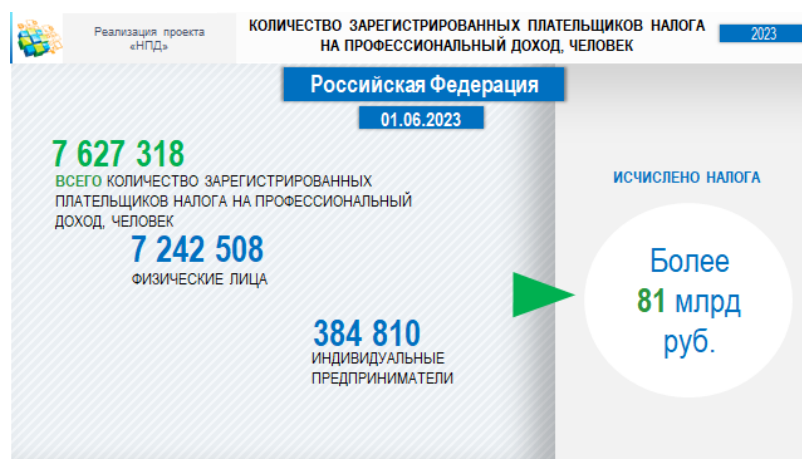 Реализация проекта
«НПД»
КОЛИЧЕСТВО ЗАРЕГИСТРИРОВАННЫХ ПЛАТЕЛЬЩИКОВ НАЛОГА
НА ПРОФЕССИОНАЛЬНЫЙ ДОХОД, ЧЕЛОВЕК
2023
Российская Федерация
01.06.2023
7 627 318
ВСЕГО КОЛИЧЕСТВО ЗАРЕГИСТРИРОВАННЫХ
ПЛАТЕЛЬЩИКОВ НАЛОГА НА ПРОФЕССИОНАЛЬНЫЙ
ДОХОД, ЧЕЛОВЕК
7 242 508
ФИЗИЧЕСКИЕ ЛИЦА
384 810
ИНДИВИДУАЛЬНЫЕ
ПРЕДПРИНИМАТЕЛИ
ИСЧИСЛЕНО НАЛОГА
Более
81 млрд
руб.